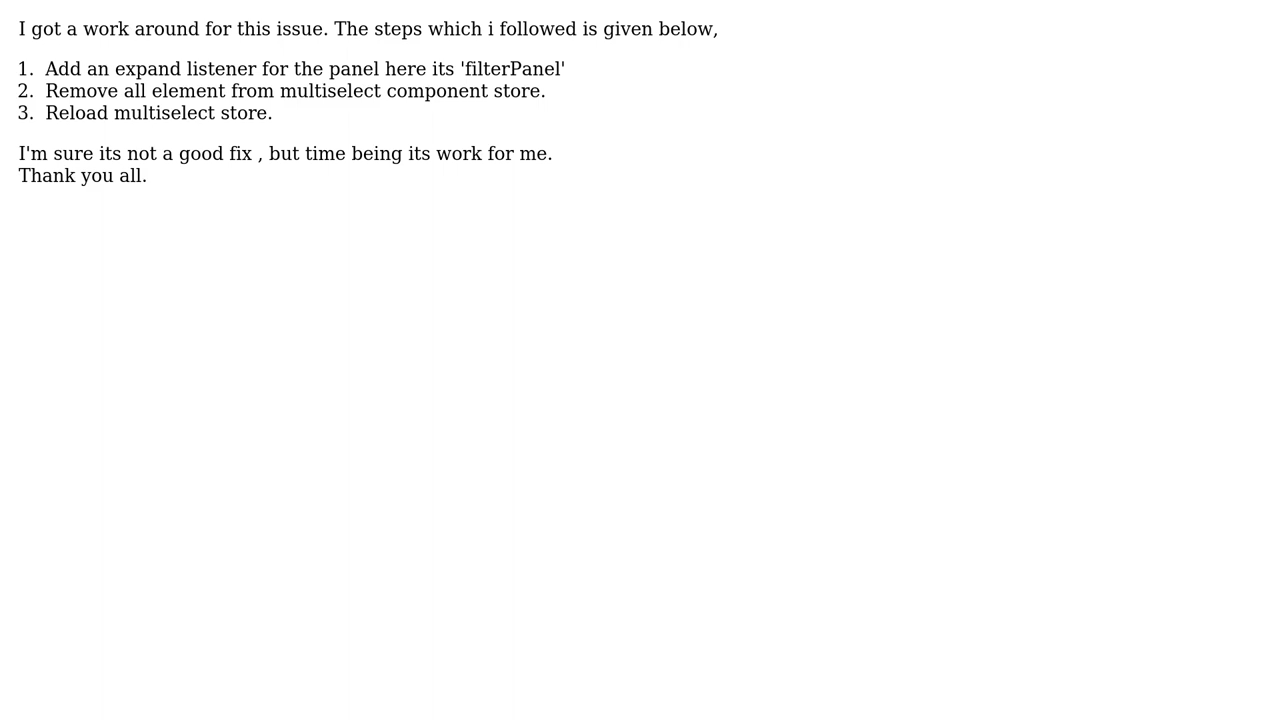 I got a work around for this issue. The steps which i followed is given below,
1. Add an expand listener for the panel here its 'filterPanel'
2. Remove all element from multiselect component store.
3. Reload multiselect store.
I'm sure its not a good fix , but time being its work for me.
Thank you all.